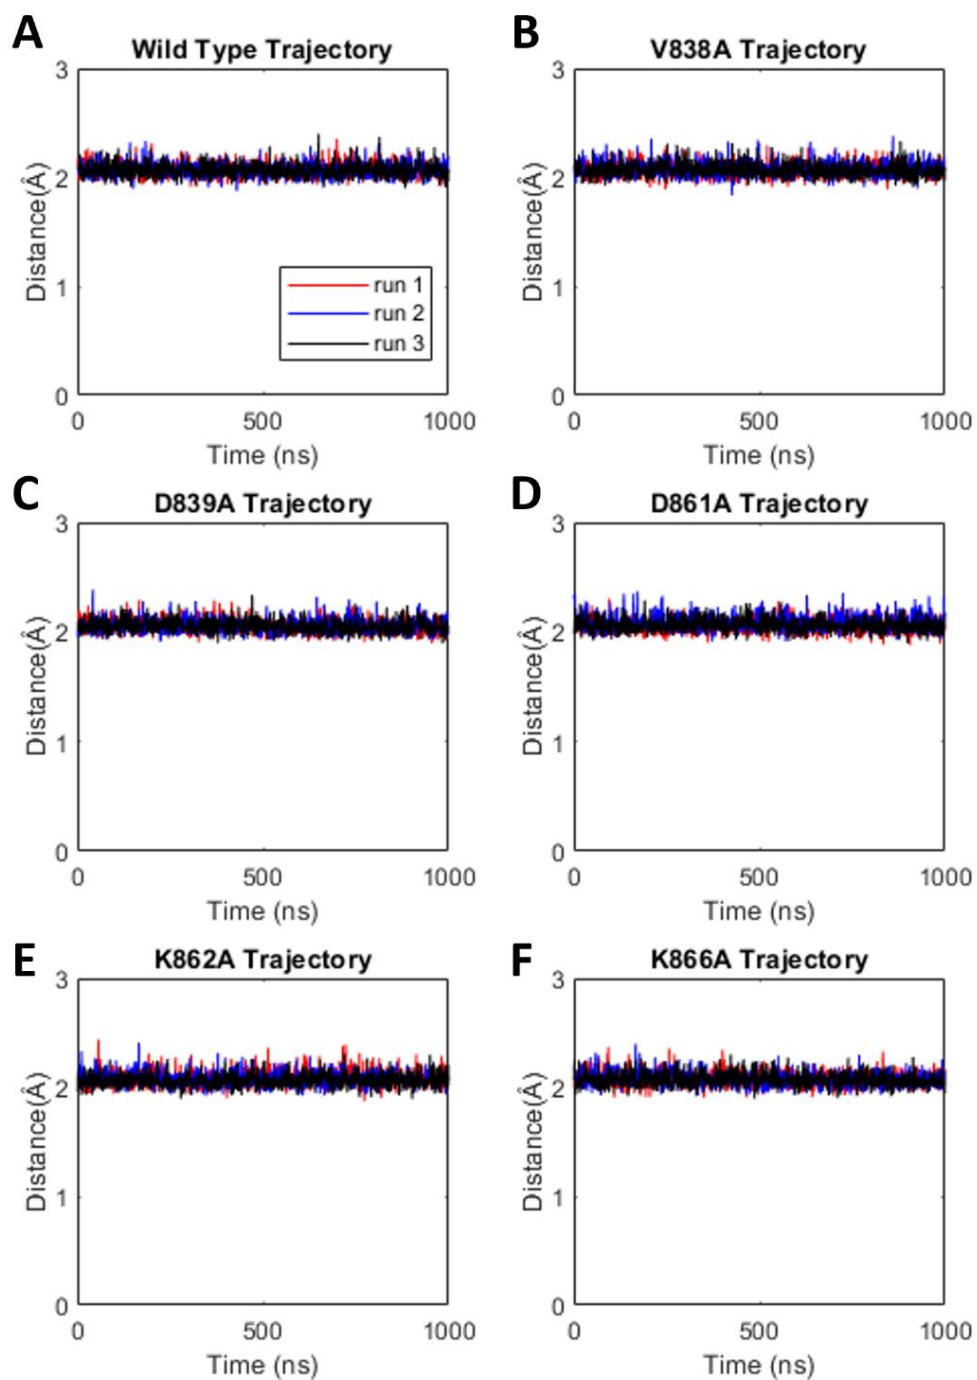 A
Wild Type Trajectory
3
2
1
0
Distance(Å)
run 1
run 2
run 3
0 500 1000
Time (ns)
B
V838A Trajectory
3
2
1
0
Distance(Å)
0 500 1000
Time (ns)
C
D839A Trajectory
3
2
1
0
Distance(Å)
0 500 1000
Time (ns)
D
D861A Trajectory
3
2
1
0
Distance(Å)
0 500 1000
Time (ns)
E
K862A Trajectory
3
2
1
0
Distance(Å)
0 500 1000
Time (ns)
F
K866A Trajectory
3
2
1
0
Distance(Å)
0 500 1000
Time (ns)